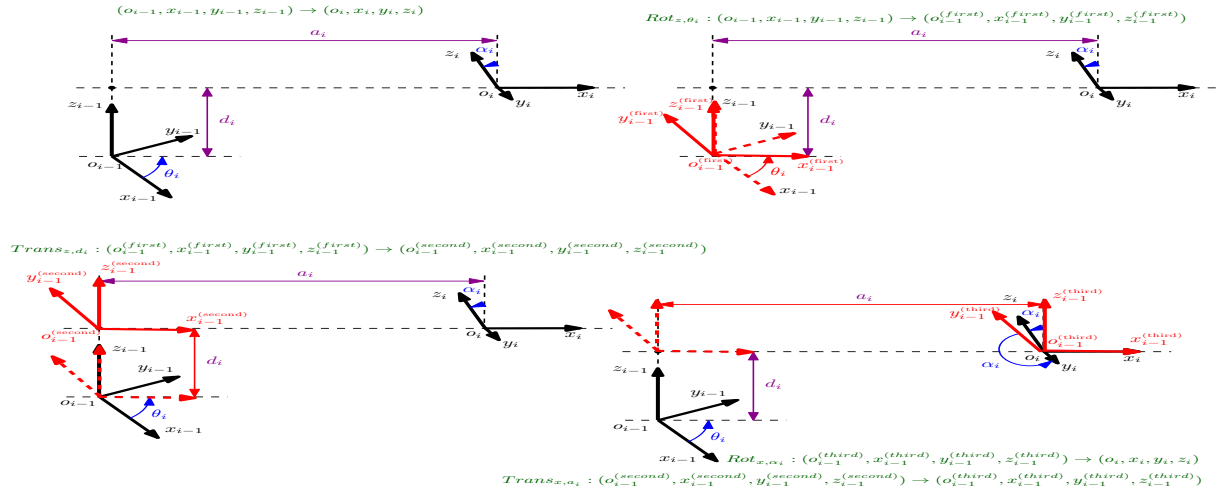 (o_{i−1}, x_{i−1}, y_{i−1}, z_{i−1}) → (o_i, x_i, y_i, z_i)
a_i
z_i
α_i
z_{i−1}
o_i
y_i
x_i
y_{i−1}
d_i
o_{i−1}
θ_i
x_{i−1}
Rot_{z,θ_i} : (o_{i−1}, x_{i−1}, y_{i−1}, z_{i−1}) → (o_{i−1}^{(first)}, x_{i−1}^{(first)}, y_{i−1}^{(first)}, z_{i−1}^{(first)})
a_i
z_i
α_i
z_{i−1}^{(first)}
z_{i−1}
o_i
y_i
x_i
y_{i−1}^{(first)}
y_{i−1}
d_i
o_{i−1}^{(first)}
θ_i
x_{i−1}^{(first)}
x_{i−1}
Trans_{z,d_i} : (o_{i−1}^{(first)}, x_{i−1}^{(first)}, y_{i−1}^{(first)}, z_{i−1}^{(first)}) → (o_{i−1}^{(second)}, x_{i−1}^{(second)}, y_{i−1}^{(second)}, z_{i−1}^{(second)})
z_{i−1}^{(second)}
y_{i−1}^{(second)}
a_i
z_i
α_i
x_{i−1}^{(second)}
o_{i−1}^{(second)}
o_i
y_i
x_i
z_{i−1}
d_i
y_{i−1}
o_{i−1}
θ_i
x_{i−1}
a_i
z_i
z_{i−1}^{(third)}
y_{i−1}^{(third)}
α_i
o_{i−1}^{(third)}
x_{i−1}^{(third)}
o_i
x_i
α_i
y_i
z_{i−1}
d_i
y_{i−1}
o_{i−1}
θ_i
x_{i−1}
Rot_{x,α_i} : (o_{i−1}^{(third)}, x_{i−1}^{(third)}, y_{i−1}^{(third)}, z_{i−1}^{(third)}) → (o_i, x_i, y_i, z_i)
Trans_{x,a_i} : (o_{i−1}^{(second)}, x_{i−1}^{(second)}, y_{i−1}^{(second)}, z_{i−1}^{(second)}) → (o_{i−1}^{(third)}, x_{i−1}^{(third)}, y_{i−1}^{(third)}, z_{i−1}^{(third)})